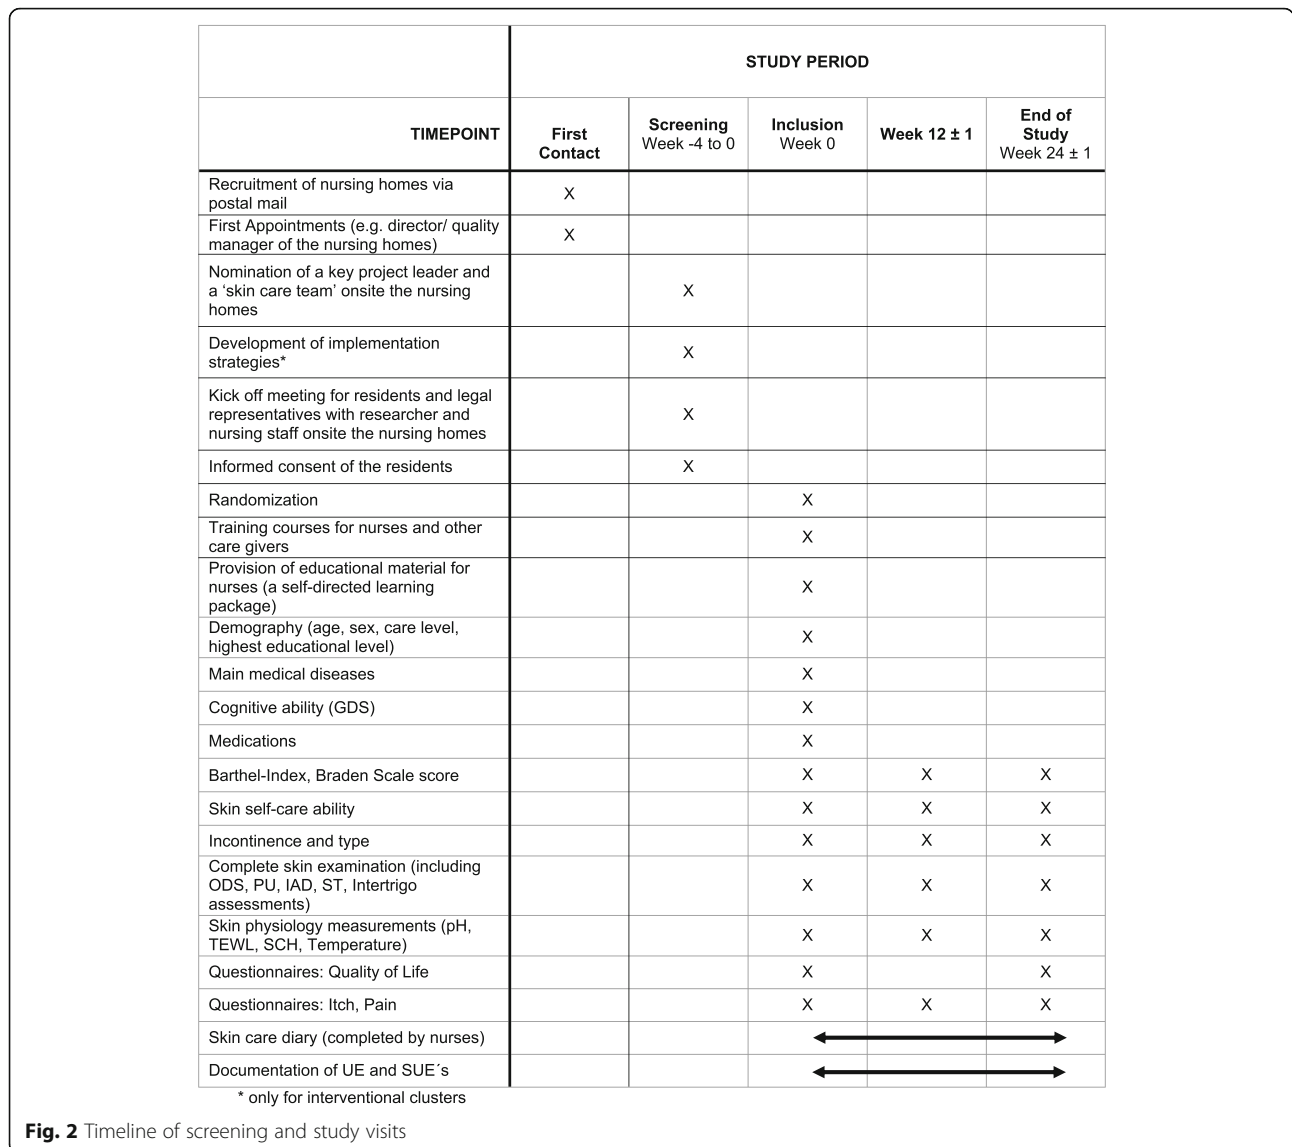 STUDY PERIOD
TIMEPOINT
First
Contact
Screening
Week -4 to 0
Inclusion
Week 0
Week 12 ± 1
End of
Study
Week 24 ± 1
Recruitment of nursing homes via
postal mail
X
First Appointments (e.g. director/ quality
manager of the nursing homes)
X
Nomination of a key project leader and
a ‘skin care team’ onsite the nursing
homes
X
Development of implementation
strategies*
X
Kick off meeting for residents and legal
representatives with researcher and
nursing staff onsite the nursing homes
X
Informed consent of the residents X
Randomization X
Training courses for nurses and other
care givers
X
Provision of educational material for
nurses (a self-directed learning
package)
X
Demography (age, sex, care level,
highest educational level)
X
Main medical diseases X
Cognitive ability (GDS) X
Medications X
Barthel-Index, Braden Scale score X X X
Skin self-care ability X X X
Incontinence and type X X X
Complete skin examination (including
ODS, PU, IAD, ST, Intertrigo
assessments)
X X X
Skin physiology measurements (pH,
TEWL, SCH, Temperature)
X X X
Questionnaires: Quality of Life X X
Questionnaires: Itch, Pain X X X
Skin care diary (completed by nurses)
Documentation of UE and SUE´s
* only for interventional clusters
Fig. 2 Timeline of screening and study visits